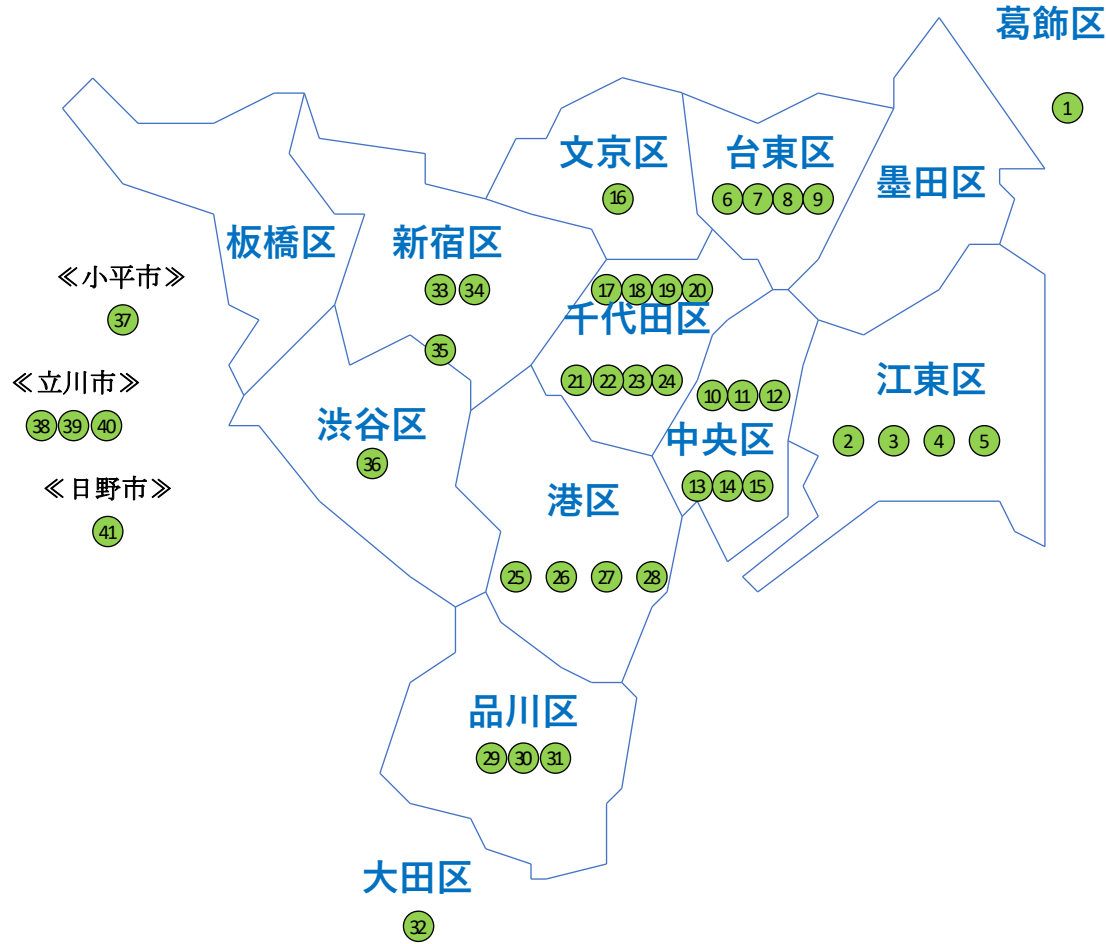 葛飾区
1
文京区
16
台東区
6 7 8 9
墨田区
板橋区
新宿区
33 34
35
≪小平市≫
37
17 18 19 20
千代田区
21 22 23 24
≪立川市≫
38 39 40
渋谷区
36
10 11 12
中央区
13 14 15
江東区
2 3 4 5
≪日野市≫
41
港区
25 26 27 28
品川区
29 30 31
大田区
32